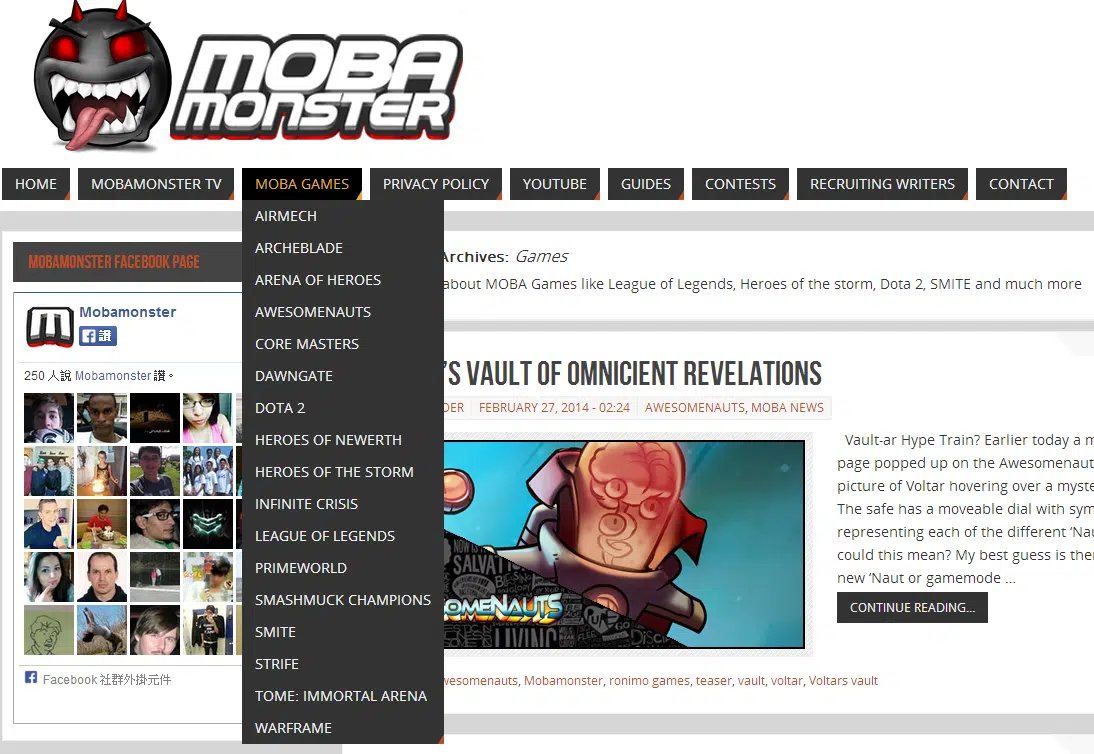 MOBA
MONSTER
HOME
MOBAMONSTER TV
MOBA GAMES
PRIVACY POLICY
YOUTUBE
GUIDES
CONTESTS
RECRUITING WRITERS
CONTACT
AIRMECH
ARCHEBLADE
ARENA OF HEROES
AWESOMENAUTS
CORE MASTERS
DAWNGATE
DOTA 2
HEROES OF NEWERTH
HEROES OF THE STORM
INFINITE CRISIS
LEAGUE OF LEGENDS
PRIMEWORLD
SMASHMUCK CHAMPIONS
SMITE
STRIFE
TOME: IMMORTAL ARENA
WARFRAME
MOBAMONSTER FACEBOOK PAGE
Mobamonster
讚
250 人說 Mobamonster 讚。
Facebook 社群外掛元件
Archives: Games
about MOBA Games like League of Legends, Heroes of the storm, Dota 2, SMITE and much more
'S VAULT OF OMNICIENT REVELATIONS
DER FEBRUARY 27, 2014 - 02:24 AWESOMENAUTS, MOBA NEWS
SALVATI
OMENAUTS
LIVING
Vault-ar Hype Train? Earlier today a m
page popped up on the Awesomenaut
picture of Voltar hovering over a myste
The safe has a moveable dial with sym
representing each of the different ‘Nau
could this mean? My best guess is ther
new ‘Naut or gamemode ...
CONTINUE READING...
wesomenauts, Mobamonster, ronimo games, teaser, vault, voltar, Voltars vault